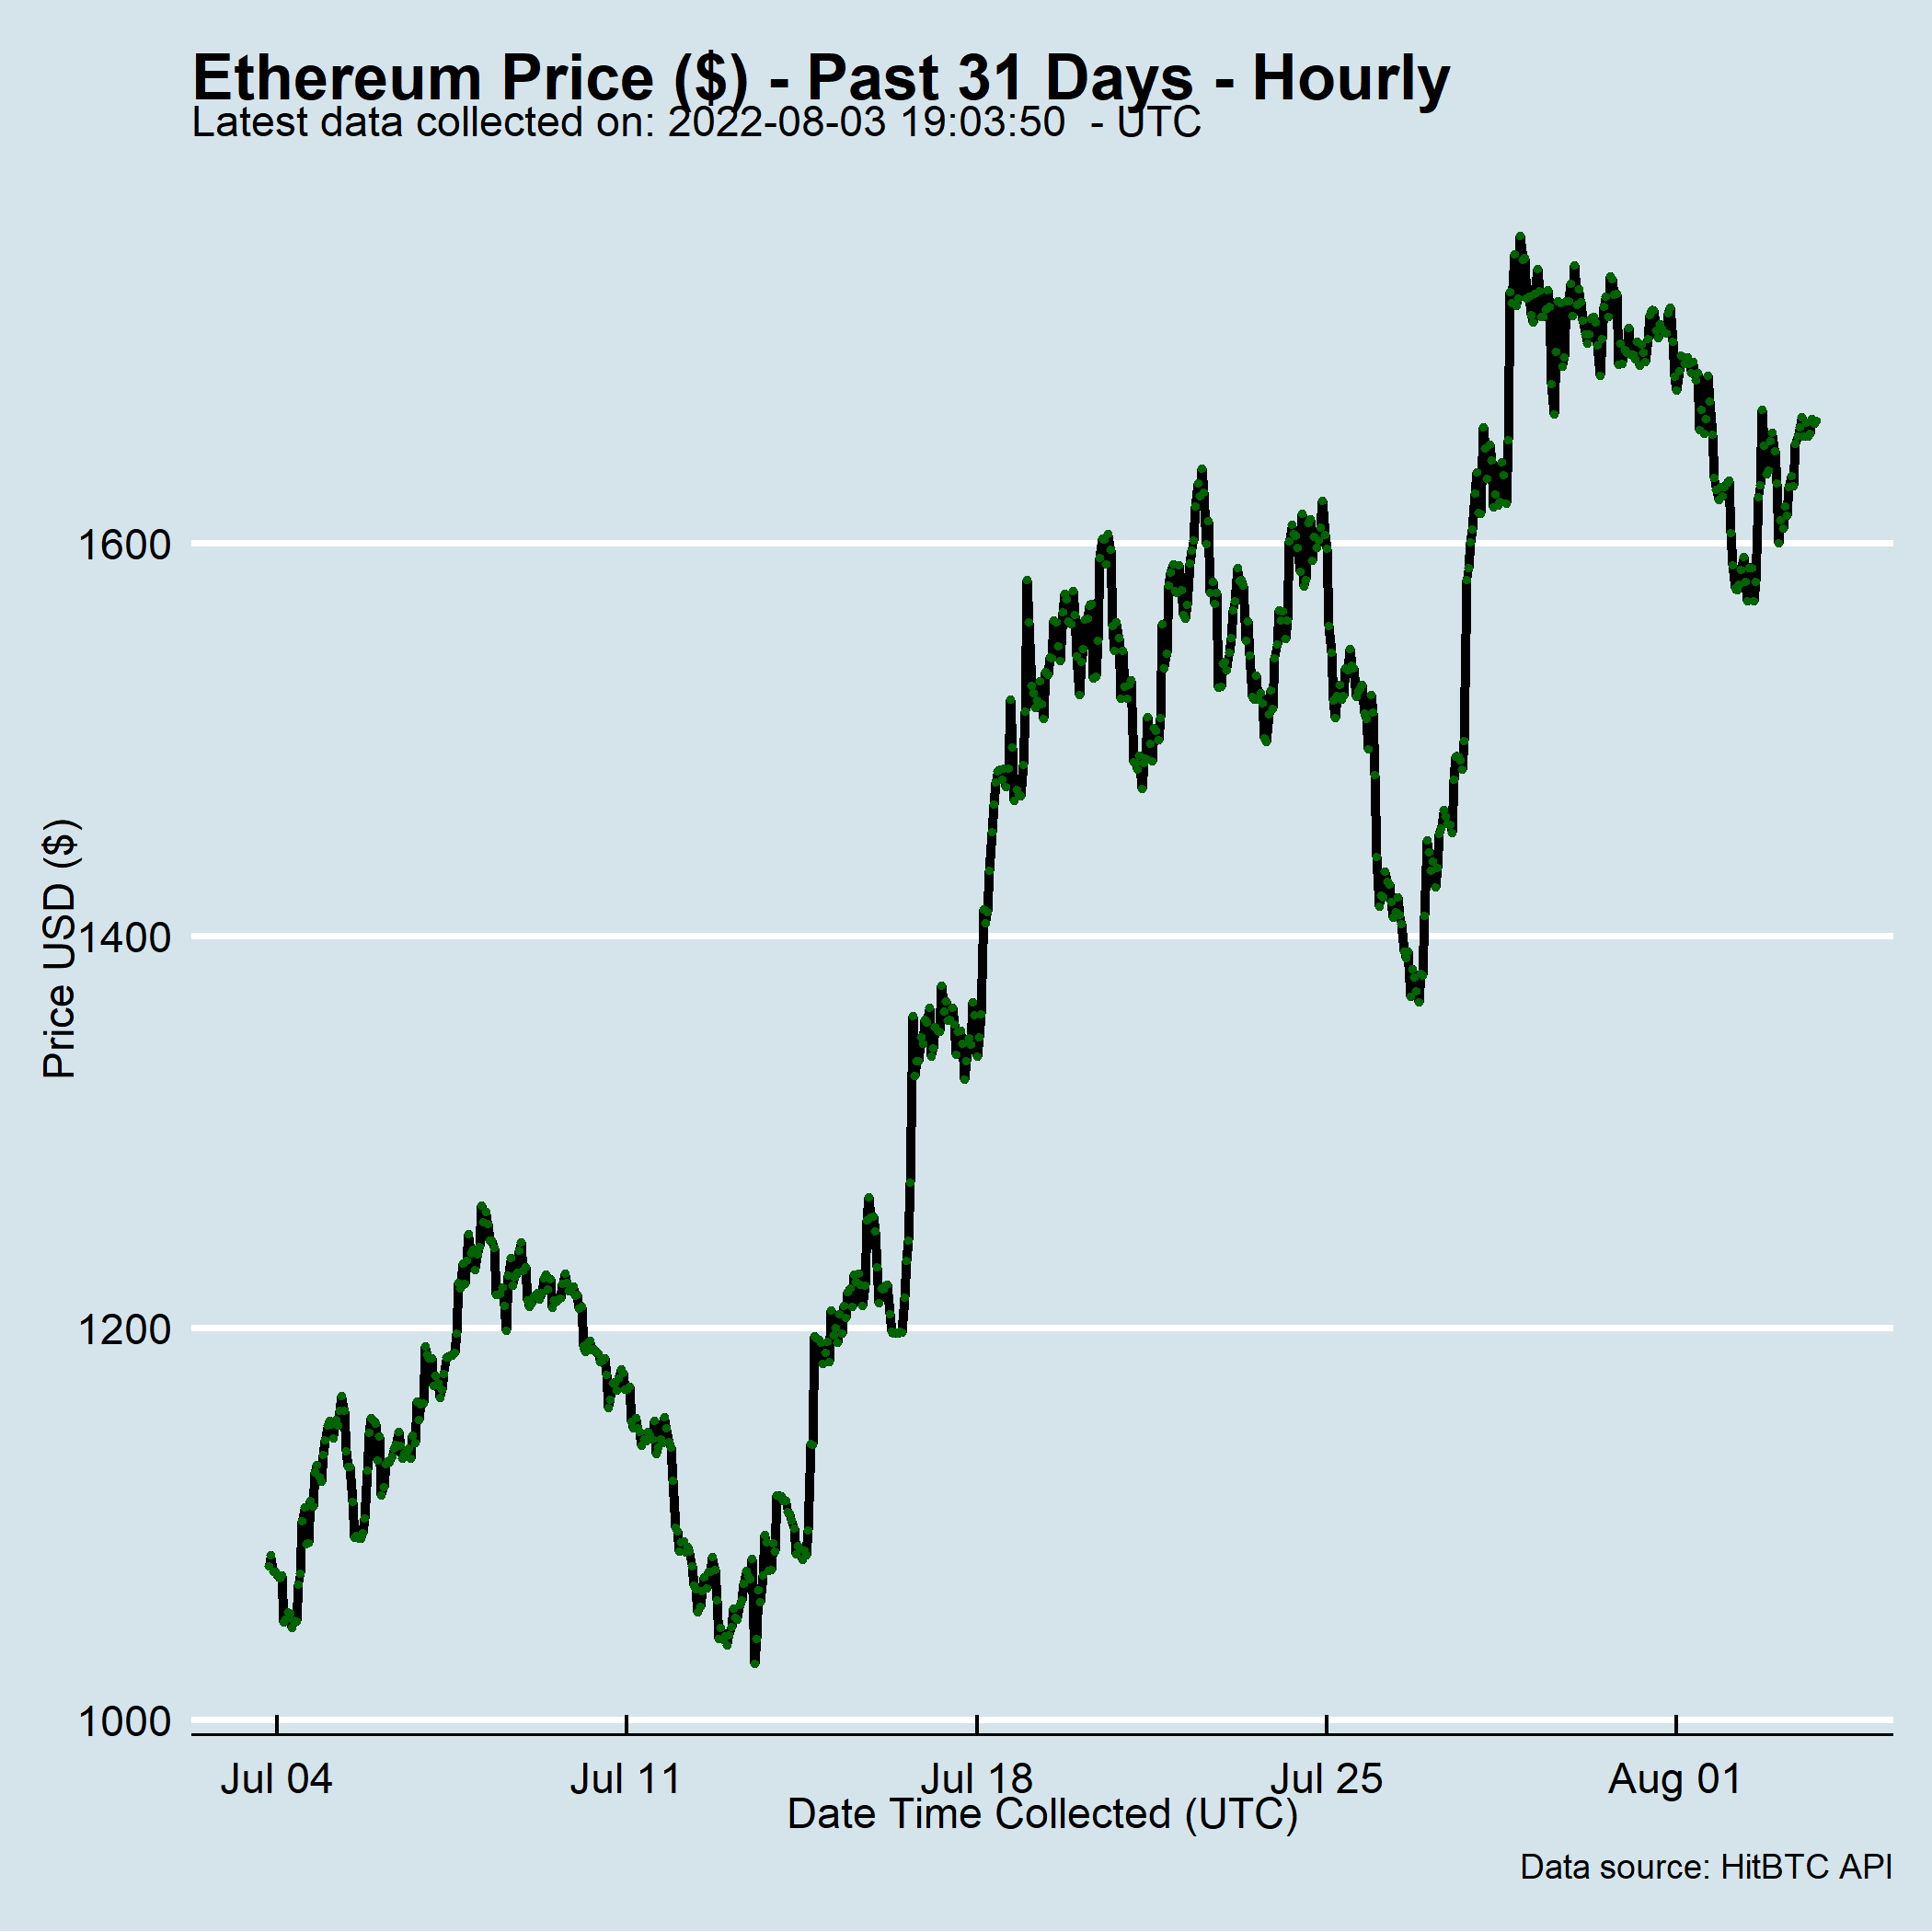 Ethereum Price ($) - Past 31 Days - Hourly
Latest data collected on: 2022-08-03 19:03:50  - UTC
Price USD ($)
1600
1400
1200
1000
Jul 04
Jul 11
Jul 18
Jul 25
Aug 01
Date Time Collected (UTC)
Data source: HitBTC API